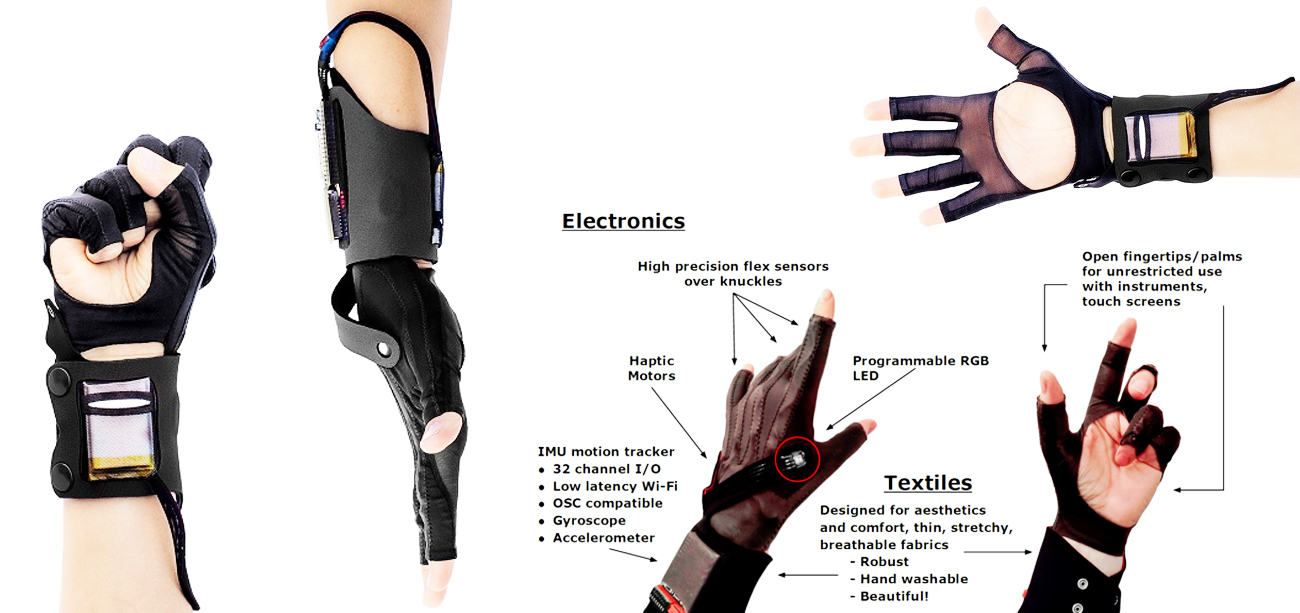 Electronics
High precision flex sensors
over knuckles
Haptic
Motors
Programmable RGB
LED
IMU motion tracker
● 32 channel I/O
● Low latency Wi-Fi
● OSC compatible
● Gyroscope
● Accelerometer
Open fingertips/palms
for unrestricted use
with instruments,
touch screens
Textiles
Designed for aesthetics
and comfort, thin, stretchy,
breathable fabrics
- Robust
- Hand washable
- Beautiful!